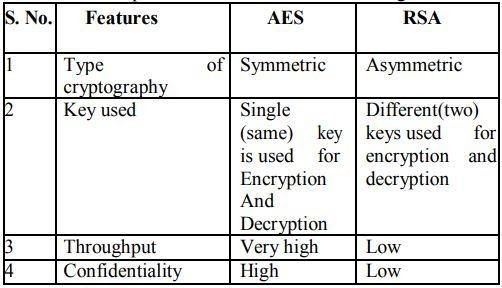 S. No. Features AES RSA
1 Type of Symmetric Asymmetric
cryptography
2 Key used Single Different(two)
(same) key keys used for
is used for encryption and
Encryption decryption
And
Decryption
3 Throughput Very high Low
4 Confidentiality High Low